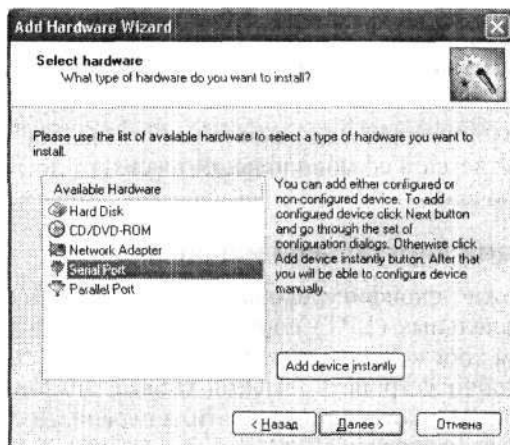 Add Hardware Wizard
Select hardware
What type of hardware do you want to install?
Please use the list of available hardware to select a type of hardware you want to
install.
Available Hardware
Hard Disk
CD/DVD-ROM
Network Adapter
Serial Port
Parallel Port
You can add either configured or
non-configured device. To add
configured device click Next button
and go through the set of
configuration dialogs. Otherwise click
Add device instantly button. After that
you will be able to configure device
manually.
Add device instantly
< Назад
Далее >
Отмена